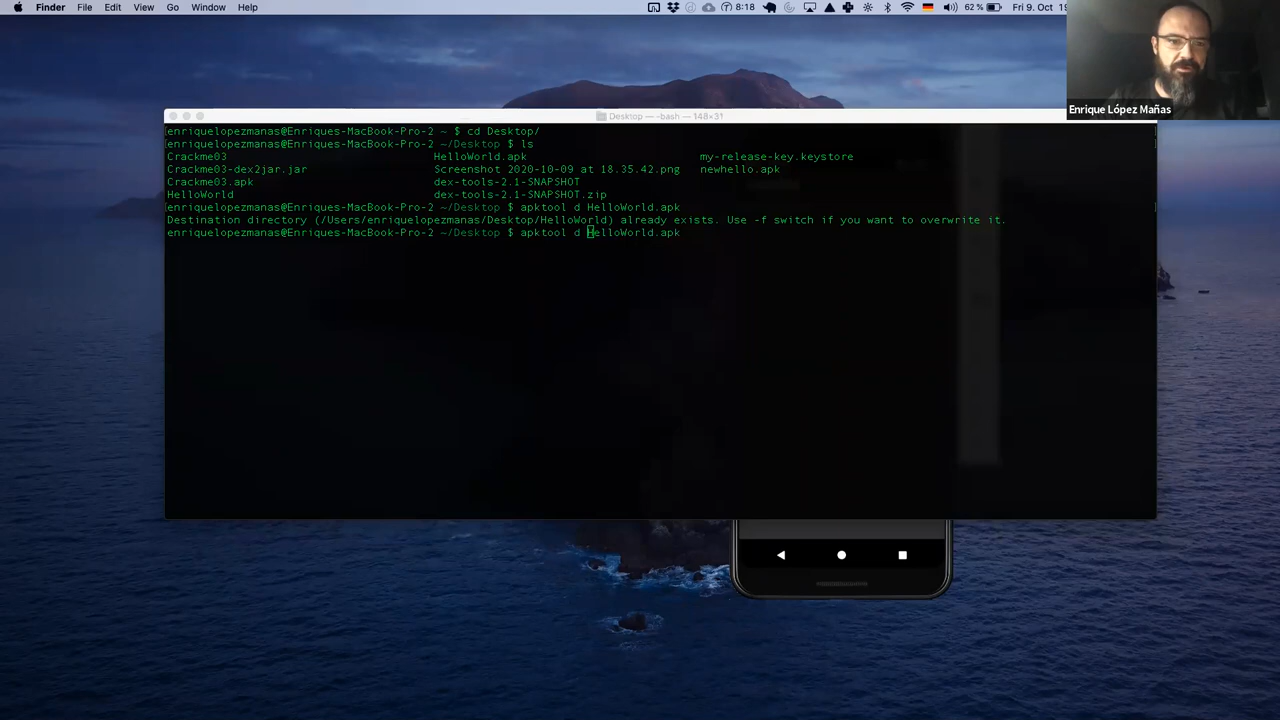 Finder File Edit View Go Window Help 8:18 62% Fri 9. Oct
Enrique López Mañas
Desktop — -bash — 148×31
enriquelopezmanas@Enriques-MacBook-Pro-2 ~ $ cd Desktop/
enriquelopezmanas@Enriques-MacBook-Pro-2 ~/Desktop $ ls
Crackme03 HelloWorld.apk my-release-key.keystore
Crackme03-dex2jar.jar Screenshot 2020-10-09 at 18.35.42.png newhello.apk
Crackme03.apk dex-tools-2.1-SNAPSHOT
HelloWorld dex-tools-2.1-SNAPSHOT.zip
enriquelopezmanas@Enriques-MacBook-Pro-2 ~/Desktop $ apktool d HelloWorld.apk
Destination directory (/Users/enriquelopezmanas/Desktop/HelloWorld) already exists. Use -f switch if you want to overwrite it.
enriquelopezmanas@Enriques-MacBook-Pro-2 ~/Desktop $ apktool d HelloWorld.apk